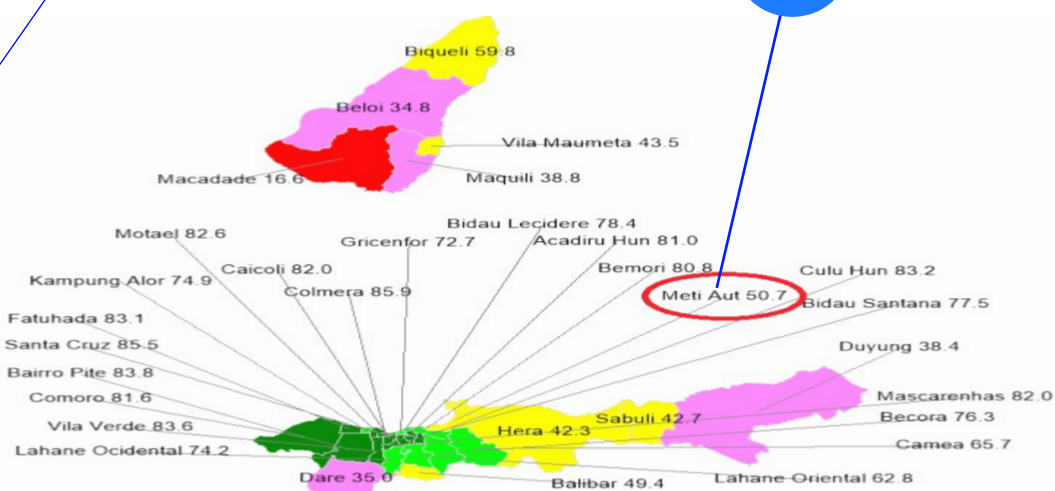 Biqueli 59.8
Beloi 34.8
Vila Maumeta 43.5
Macadade 16.6
Maquili 38.8
Bidau Lecidere 78.4
Motael 82.6
Gricenfor 72.7
Acadiru Hun 81.0
Caicoli 82.0
Bemori 80.8
Culu Hun 83.2
Kampung Alor 74.9
Colmera 85.9
Meti Aut 50.7
Bidau Santana 77.5
Fatuhada 83.1
Santa Cruz 85.5
Duyung 38.4
Bairro Pite 83.8
Comoro 81.6
Mascarenhas 82.0
Sabuli 42.7
Becora 76.3
Vila Verde 83.6
Hera 42.3
Camea 65.7
Lahane Ocidental 74.2
Dare 35.0
Balibar 49.4
Lahane Oriental 62.8